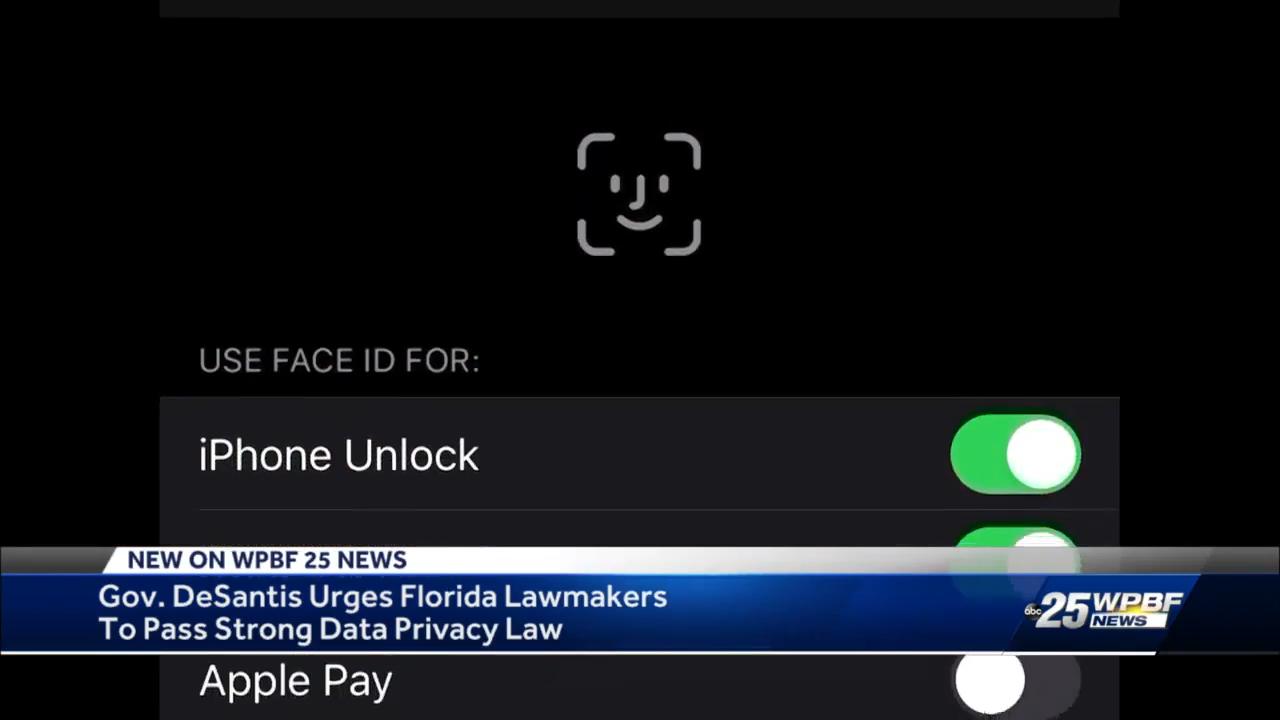 USE FACE ID FOR:
iPhone Unlock
NEW ON WPBF 25 NEWS
Gov. DeSantis Urges Florida Lawmakers
To Pass Strong Data Privacy Law
abc 25 WPBF
NEWS
Apple Pay